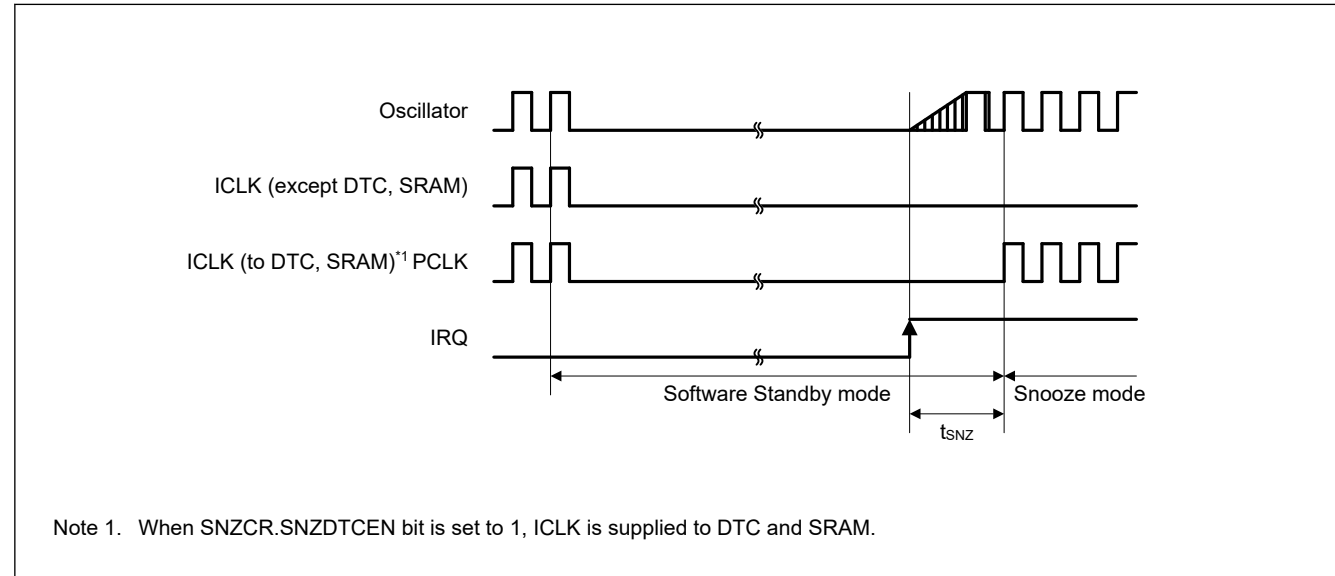 Oscillator
ICLK (except DTC, SRAM)
ICLK (to DTC, SRAM)*1 PCLK
IRQ
Software Standby mode
Snooze mode
tSNZ
Note 1. When SNZCR.SNZDTCEN bit is set to 1, ICLK is supplied to DTC and SRAM.